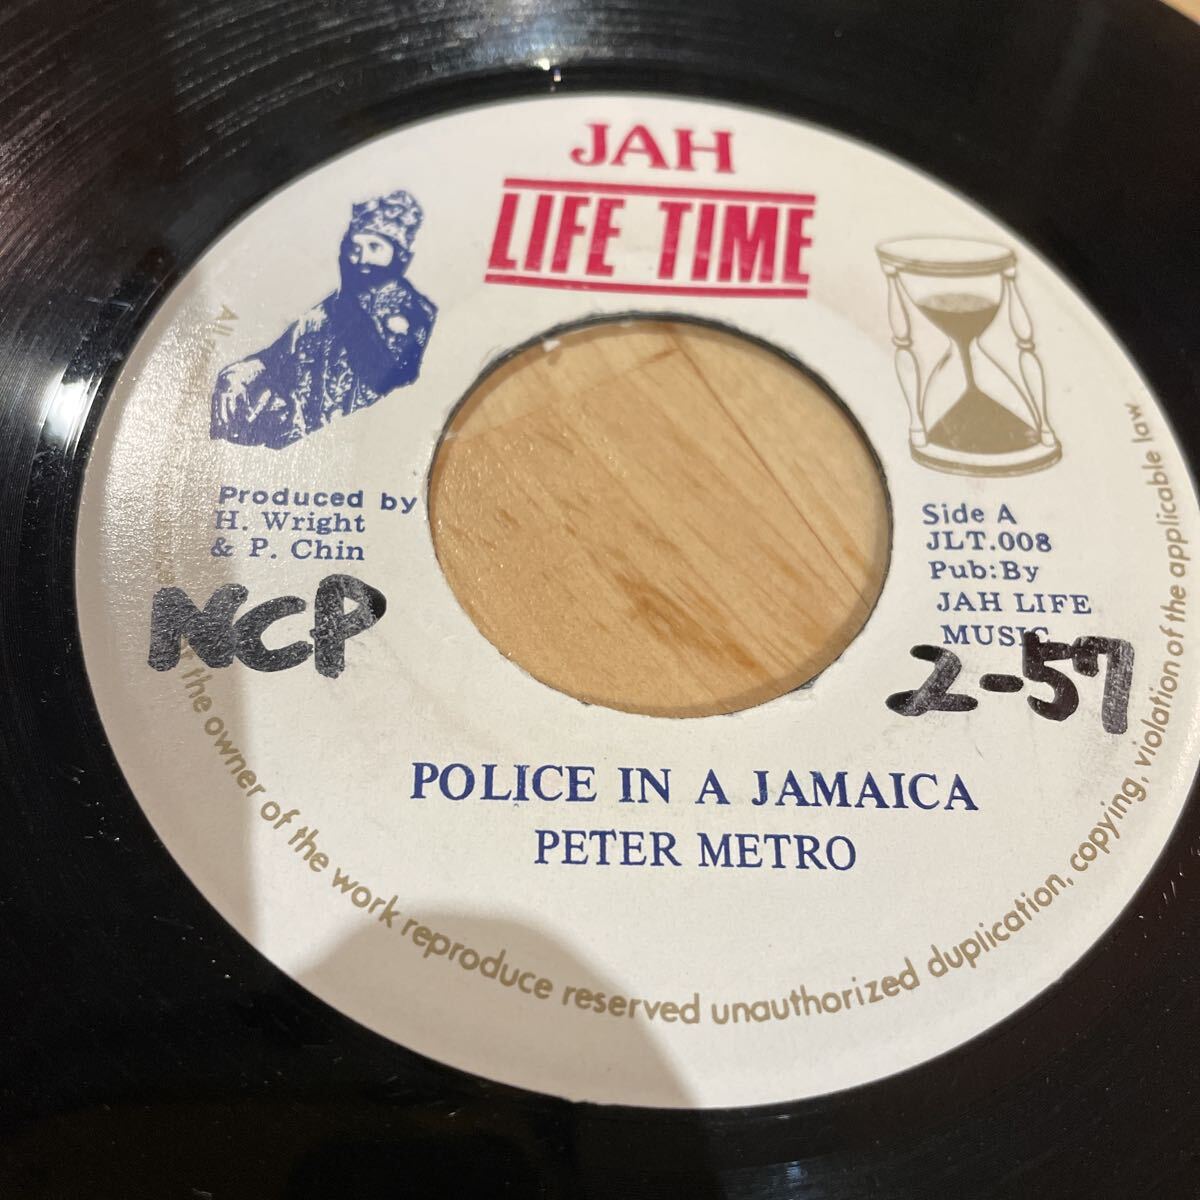 JAH
LIFE TIME
Produced by
H. Wright
& P. Chin
NCP
Side A
JLT.008
Pub:By
JAH LIFE
MUSIC
2-57
POLICE IN A JAMAICA
PETER METRO
the owner of the work reproduce reserved unauthorized duplication, copying, violation of the applicable law